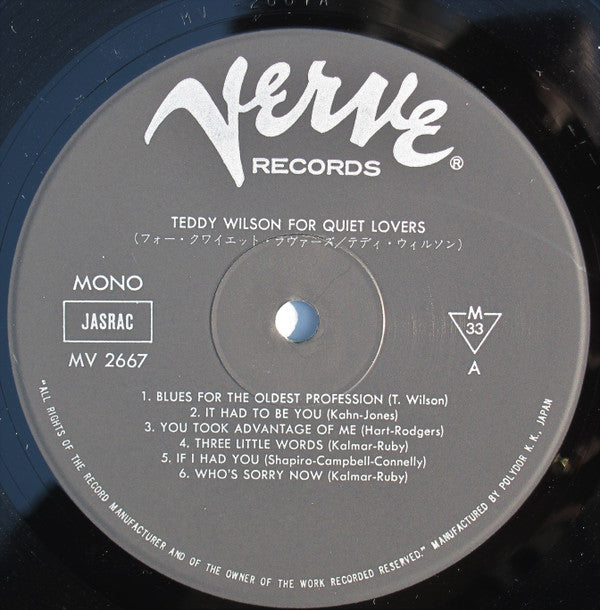 MV 2667 A
VERVE
RECORDS ®
TEDDY WILSON FOR QUIET LOVERS
(フォー・クワイエット・ラヴァーズ/テディ・ウィルソン)
MONO
JASRAC
MV 2667
M
33
A
1. BLUES FOR THE OLDEST PROFESSION (T. Wilson)
2. IT HAD TO BE YOU (Kahn-Jones)
3. YOU TOOK ADVANTAGE OF ME (Hart-Rodgers)
4. THREE LITTLE WORDS (Kalmar-Ruby)
5. IF I HAD YOU (Shapiro-Campbell-Connelly)
6. WHO'S SORRY NOW (Kalmar-Ruby)
"ALL RIGHTS OF THE RECORD MANUFACTURER AND OF THE OWNER OF THE WORK RECORDED RESERVED." MANUFACTURED BY POLYDOR K. K., JAPAN